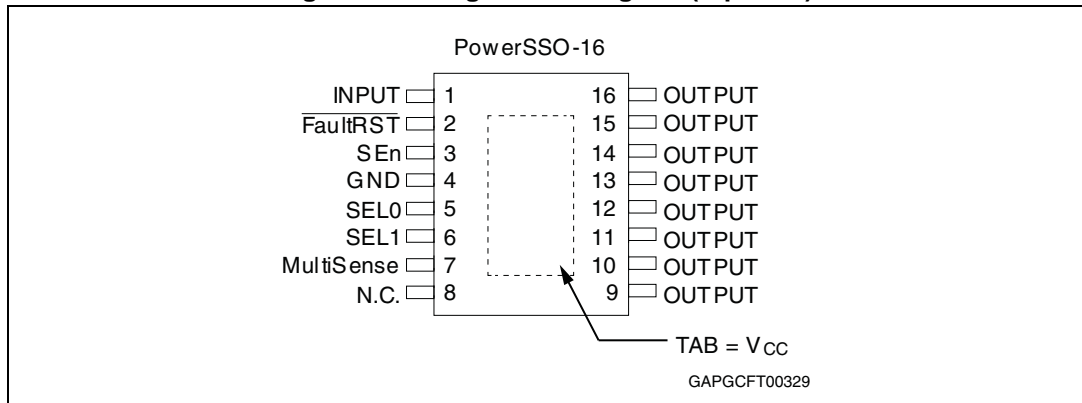 PowerSSO-16
INPUT 1 16 OUTPUT
FaultRST 2 15 OUTPUT
SEn 3 14 OUTPUT
GND 4 13 OUTPUT
SEL0 5 12 OUTPUT
SEL1 6 11 OUTPUT
MultiSense 7 10 OUTPUT
N.C. 8 9 OUTPUT
TAB = VCC
GAPGCFT00329